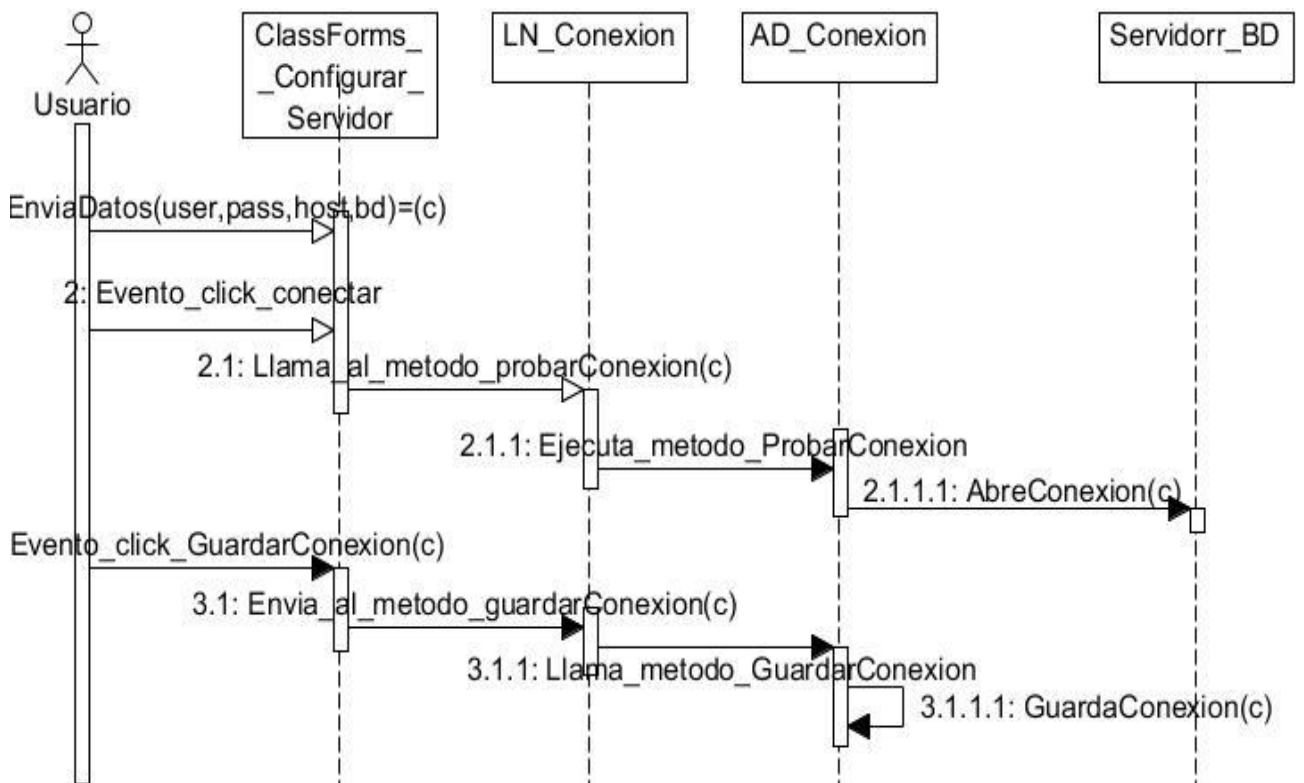 Usuario
ClassForms_
_Configurar_
Servidor
LN_Conexion
AD_Conexion
Servidorr_BD
EnviaDatos(user,pass,host,bd)=(c)
2: Evento_click_conectar
2.1: Llama_al_metodo_probarConexion(c)
2.1.1: Ejecuta_metodo_ProbarConexion
2.1.1.1: AbreConexion(c)
Evento_click_GuardarConexion(c)
3.1: Envia_al_metodo_guardarConexion(c)
3.1.1: Llama_metodo_GuardarConexion
3.1.1.1: GuardaConexion(c)